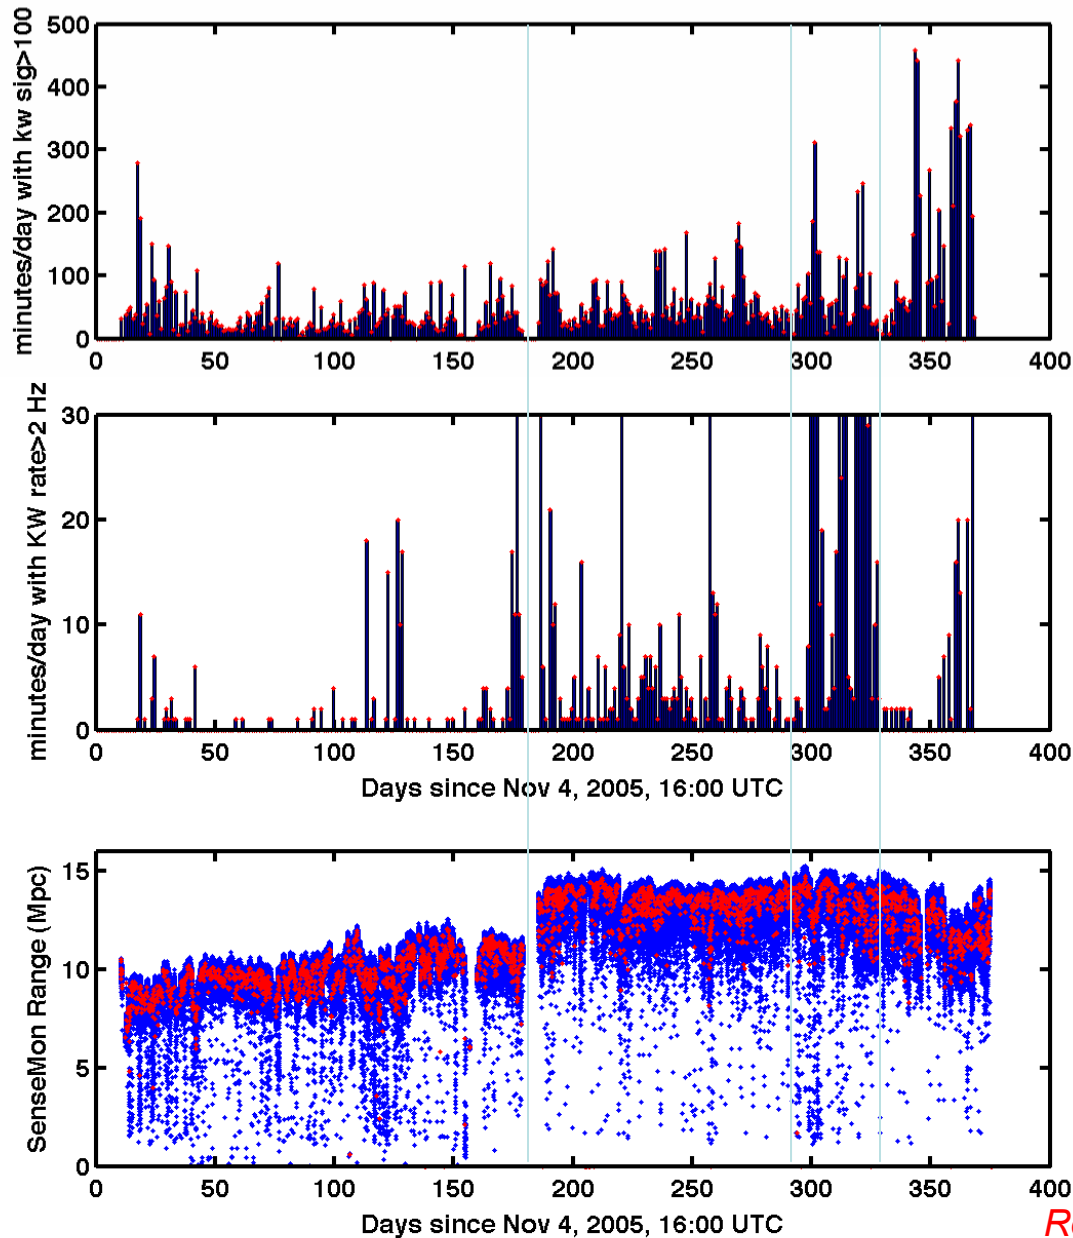 minutes/day with kw sig>100
500
400
300
200
100
0
0 50 100 150 200 250 300 350 400
minutes/day with KW rate>2 Hz
30
20
10
0
0 50 100 150 200 250 300 350 400
Days since Nov 4, 2005, 16:00 UTC
SenseMon Range (Mpc)
15
10
5
0
0 50 100 150 200 250 300 350 400
Days since Nov 4, 2005, 16:00 UTC